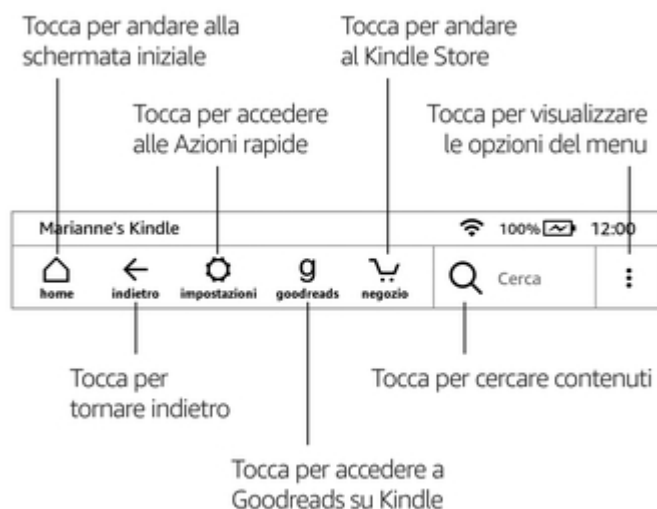 Tocca per andare alla
schermata iniziale
Tocca per andare
al Kindle Store
Tocca per accedere
alle Azioni rapide
Tocca per visualizzare
le opzioni del menu
Marianne's Kindle 100% 12:00
home indietro impostazioni goodreads negozio Cerca
Tocca per
tornare indietro
Tocca per cercare contenuti
Tocca per accedere a
Goodreads su Kindle